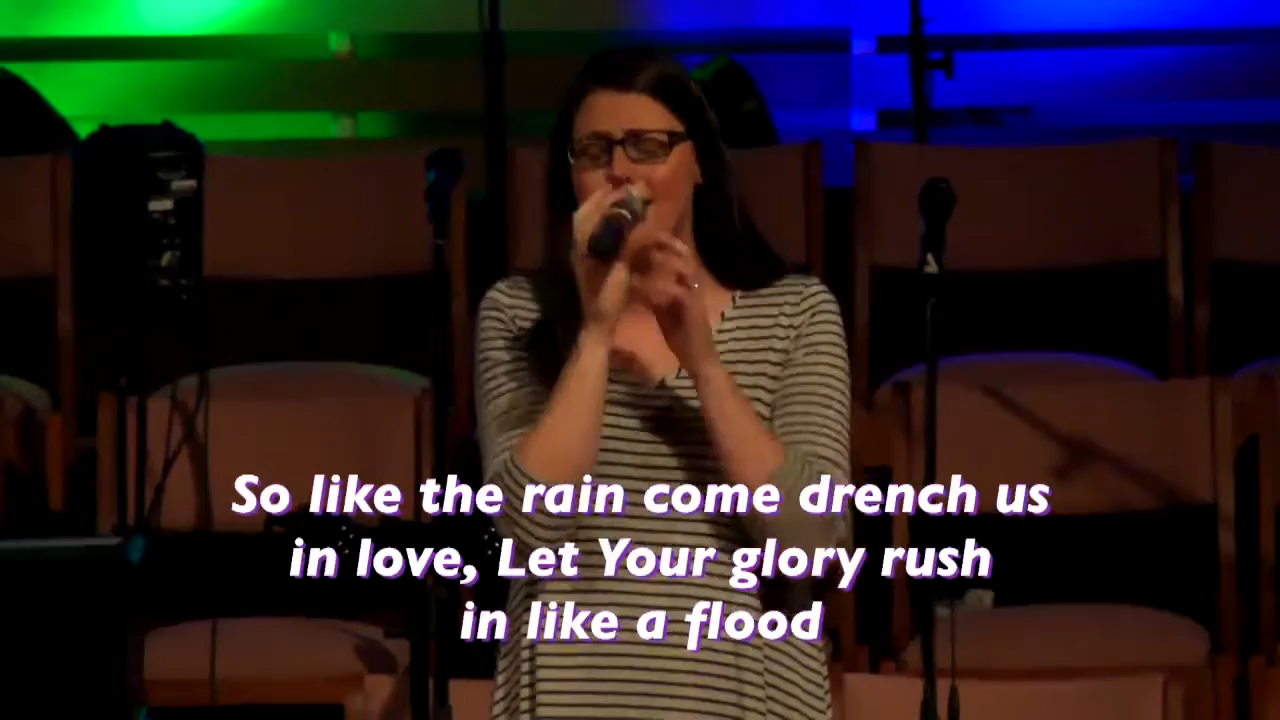 So like the rain come drench us
in love, Let Your glory rush
in like a flood